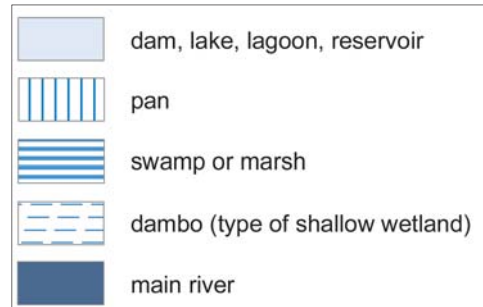 dam, lake, lagoon, reservoir
pan
swamp or marsh
dambo (type of shallow wetland)
main river